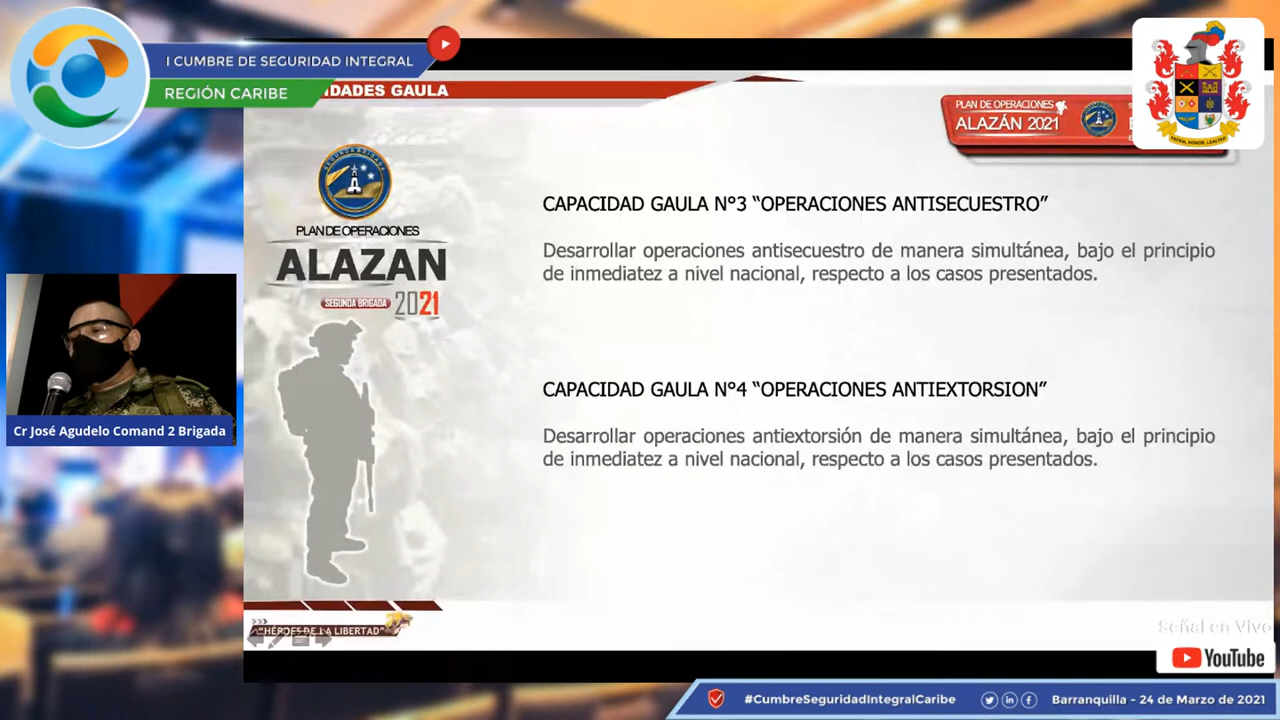 I CUMBRE DE SEGURIDAD INTEGRAL
REGIÓN CARIBE
IDADES GAULA
PLAN DE OPERACIONES
ALAZÁN 2021
SEGUNDA BRIGADA
PLAN DE OPERACIONES
ALAZAN
SEGUNDA BRIGADA 2021
CAPACIDAD GAULA N°3 “OPERACIONES ANTISECUESTRO”
Desarrollar operaciones antisecuestro de manera simultánea, bajo el principio
de inmediatez a nivel nacional, respecto a los casos presentados.
CAPACIDAD GAULA N°4 “OPERACIONES ANTIEXTORSION”
Desarrollar operaciones antiextorsión de manera simultánea, bajo el principio
de inmediatez a nivel nacional, respecto a los casos presentados.
Cr José Agudelo Comand 2 Brigada
“HÉROES DE LA LIBERTAD”
Señal en Vivo
YouTube
#CumbreSeguridadIntegralCaribe
Barranquilla - 24 de Marzo de 2021